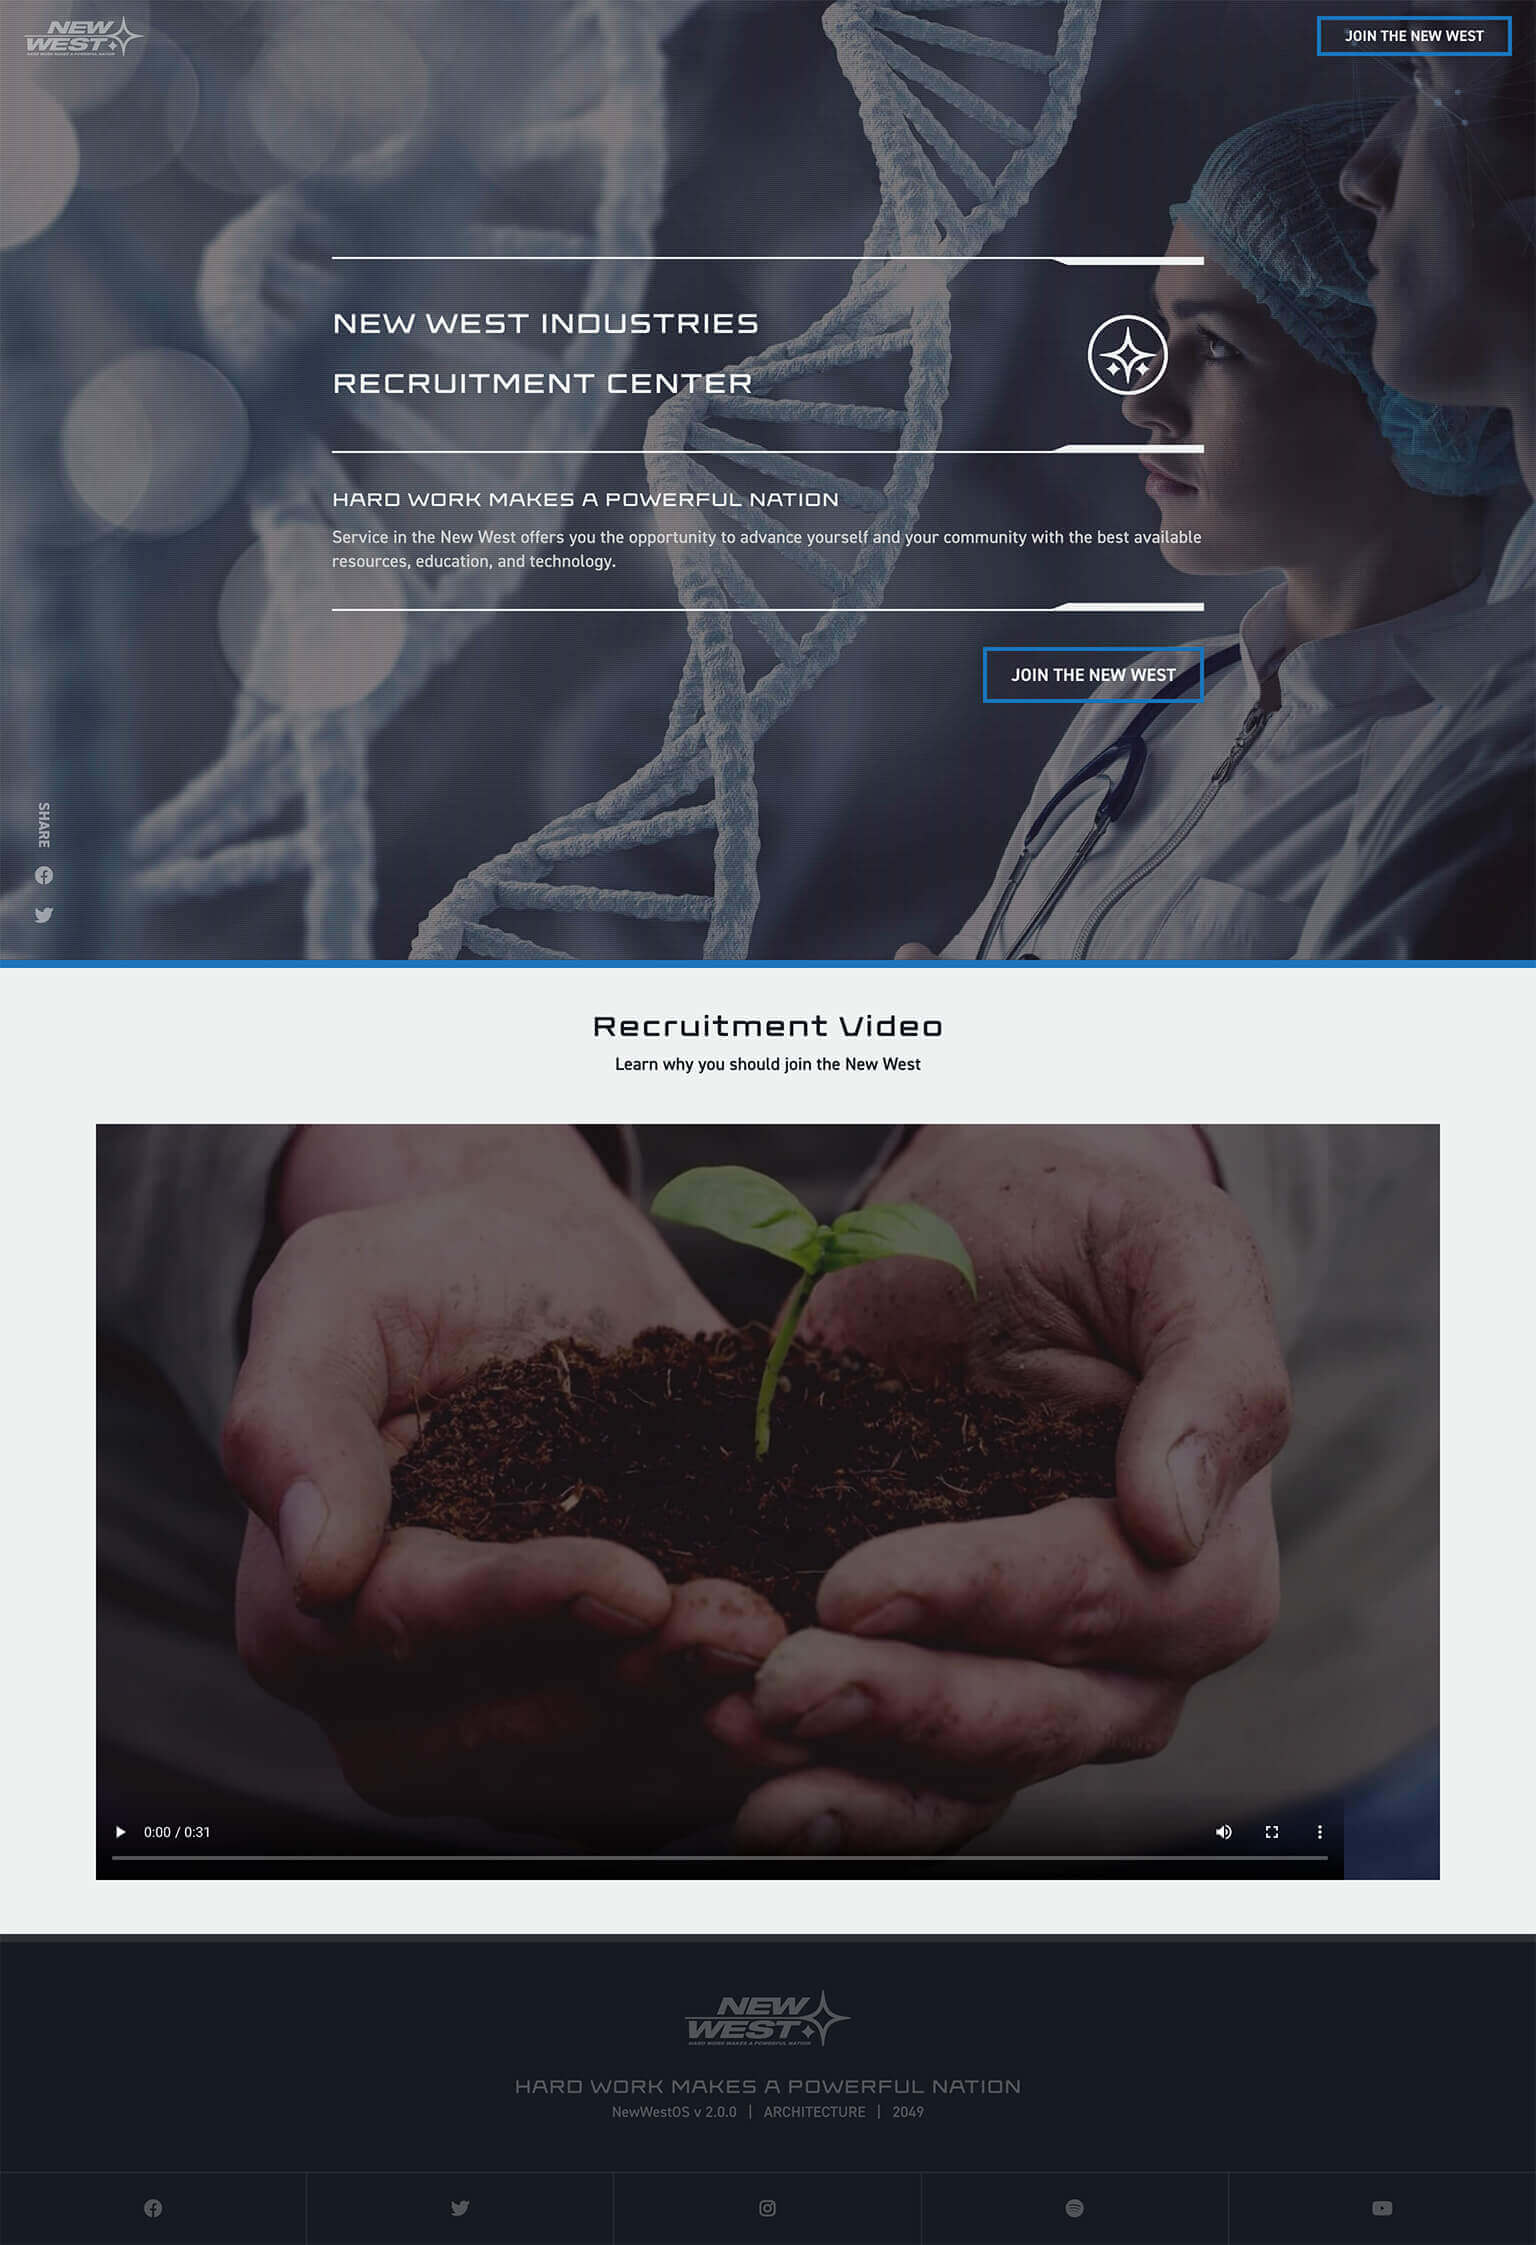 NEW
WEST
HARD WORK MAKES A POWERFUL NATION
JOIN THE NEW WEST
NEW WEST INDUSTRIES
RECRUITMENT CENTER
HARD WORK MAKES A POWERFUL NATION
Service in the New West offers you the opportunity to advance yourself and your community with the best available
resources, education, and technology.
JOIN THE NEW WEST
SHARE
Recruitment Video
Learn why you should join the New West
0:00 / 0:31
NEW
WEST
HARD WORK MAKES A POWERFUL NATION
HARD WORK MAKES A POWERFUL NATION
NewWestOS v 2.0.0 | ARCHITECTURE | 2049